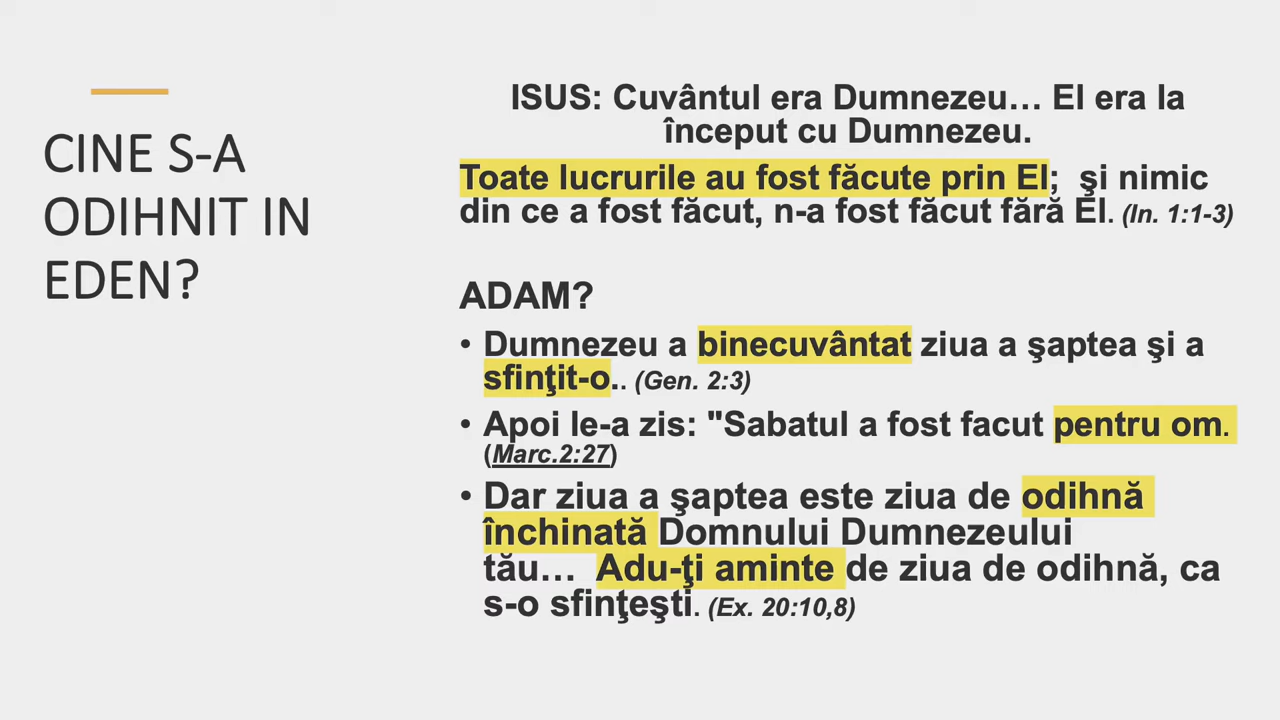 CINE S-A
ODIHNIT IN
EDEN?
ISUS: Cuvântul era Dumnezeu... El era la
început cu Dumnezeu.
Toate lucrurile au fost făcute prin El;  şi nimic
din ce a fost făcut, n-a fost făcut fără El. (In. 1:1-3)
ADAM?
• Dumnezeu a binecuvântat ziua a şaptea şi a
sfinţit-o.. (Gen. 2:3)
• Apoi le-a zis: "Sabatul a fost facut pentru om.
(Marc.2:27)
• Dar ziua a şaptea este ziua de odihnă
închinată Domnului Dumnezeului
tău...  Adu-ţi aminte de ziua de odihnă, ca
s-o sfinţeşti. (Ex. 20:10,8)